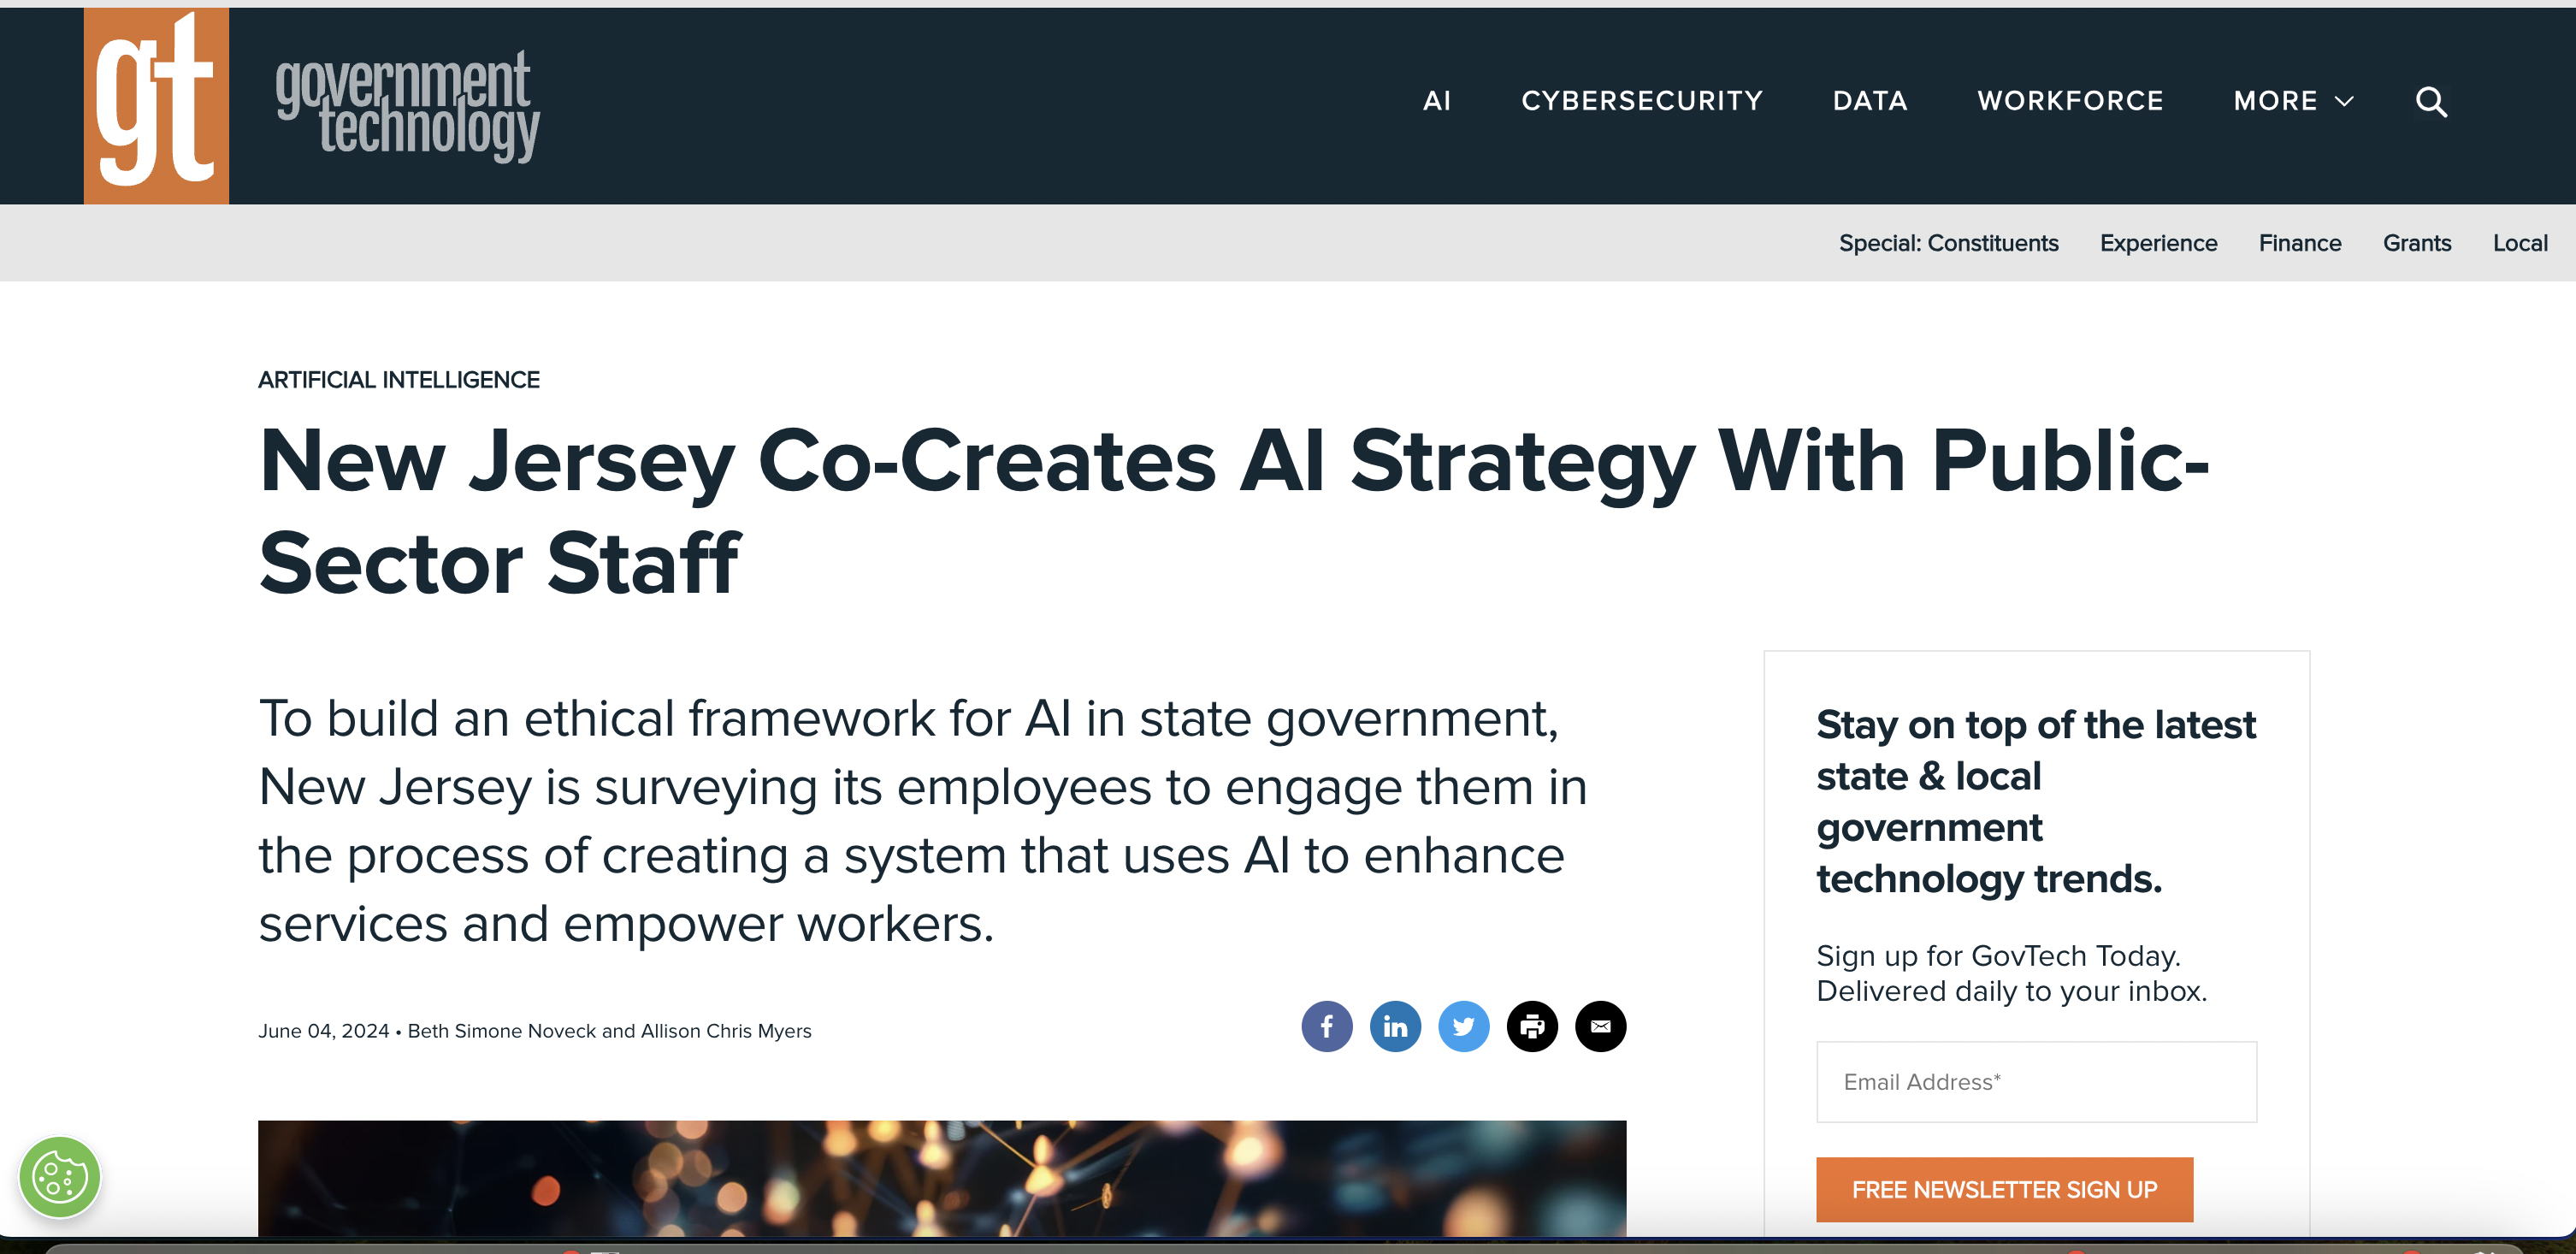 gt
government
technology
AI CYBERSECURITY DATA WORKFORCE MORE
Special: Constituents Experience Finance Grants Local
ARTIFICIAL INTELLIGENCE
New Jersey Co-Creates AI Strategy With Public-
Sector Staff
To build an ethical framework for AI in state government,
New Jersey is surveying its employees to engage them in
the process of creating a system that uses AI to enhance
services and empower workers.
June 04, 2024 • Beth Simone Noveck and Allison Chris Myers
f in
Stay on top of the latest
state & local
government
technology trends.
Sign up for GovTech Today.
Delivered daily to your inbox.
Email Address*
FREE NEWSLETTER SIGN UP